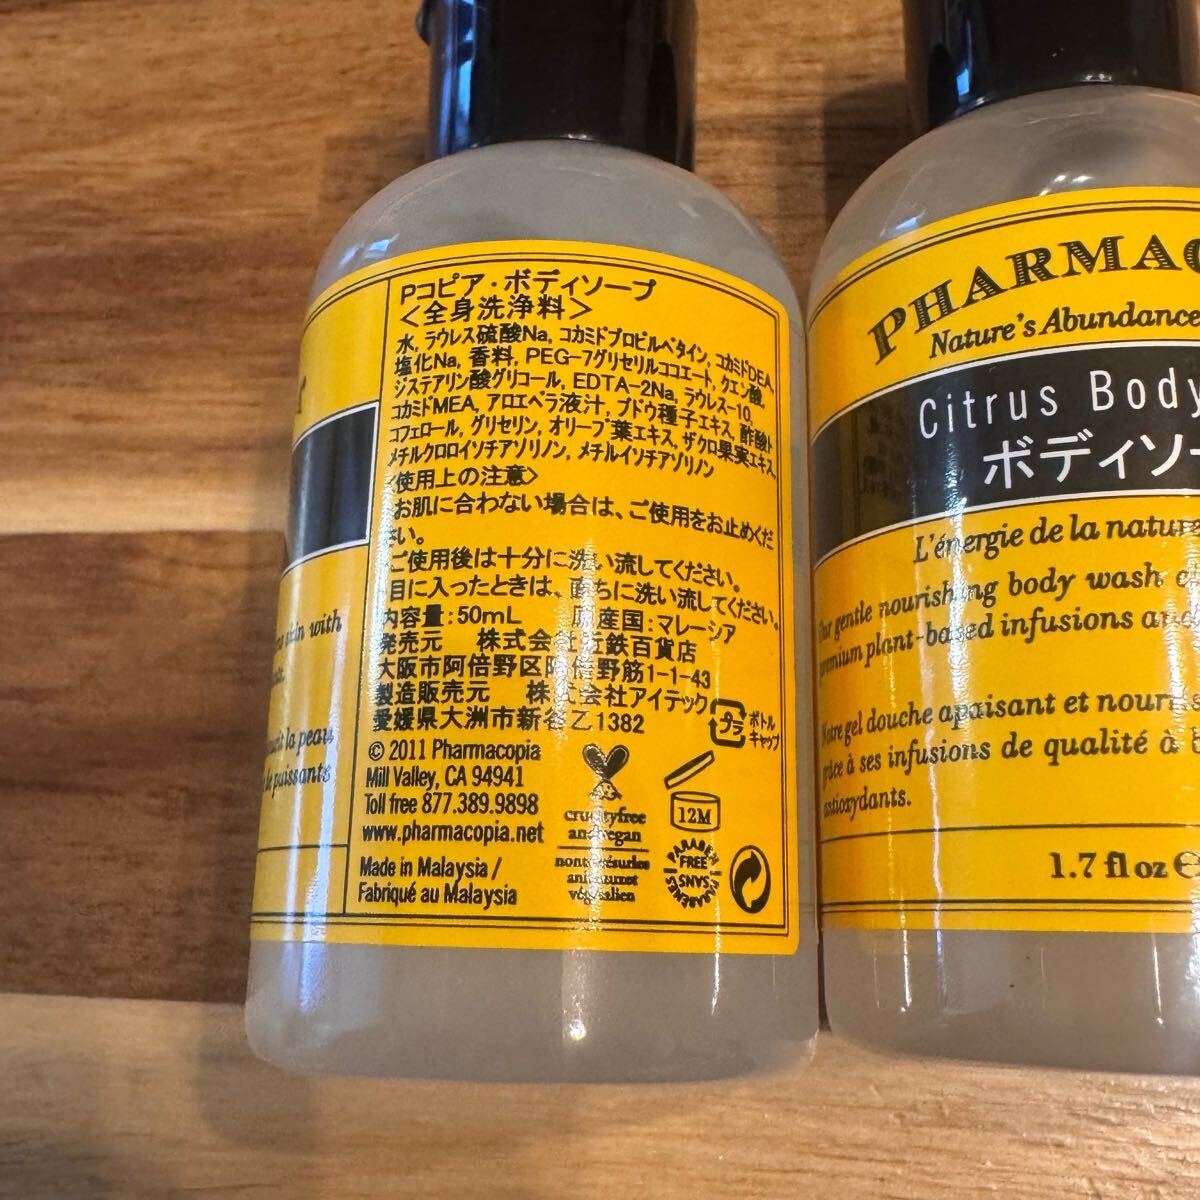 Pコピア・ボディソープ
<全身洗浄料>
水, ラウレス硫酸Na, コカミドプロピルベタイン, コカミドDEA,
塩化Na, 香料, PEG-7グリセリルココエート, クエン酸,
ジステアリン酸グリコール, EDTA-2Na, ラウレス-10,
コカミドMEA, アロエベラ液汁, ブドウ種子エキス, 酢酸ト
コフェロール, グリセリン, オリーブ葉エキス, ザクロ果実エキス,
メチルクロロイソチアゾリノン, メチルイソチアゾリノン
<使用上の注意>
お肌に合わない場合は、ご使用をお止めくだ
さい。
ご使用後は十分に洗い流してください。
目に入ったときは、直ちに洗い流してください。
内容量:50mL 原産国:マレーシア
発売元 株式会社近鉄百貨店
大阪市阿倍野区阿倍野筋1-1-43
製造販売元 株式会社アイテック
愛媛県大洲市新谷乙1382
プラ
ボトル
キャップ
© 2011 Pharmacopia
Mill Valley, CA 94941
Toll free 877.389.9898
www.pharmacopia.net
Made in Malaysia /
Fabriqué au Malaysia
crueltyfree
and vegan
végétalien
12M
PARABEN
FREE
SANS
PARABENES
skin with
la peau
puissants
PHARMAC
Nature's Abundance
Citrus Body
ボディソー
L'énergie de la nature
Our gentle nourishing body wash
premium plant-based infusions
Notre gel douche apaisant et
grâce à ses infusions de qualité à
antioxydants.
1.7 fl oz ℮